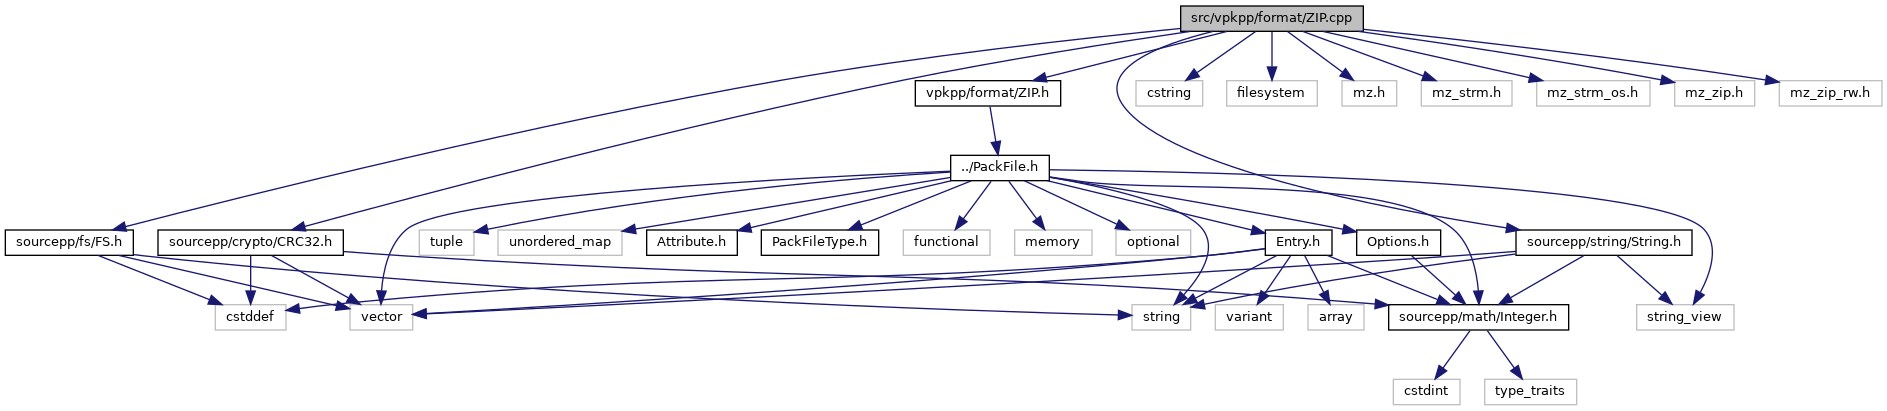 src/vpkpp/format/ZIP.cpp
vpkpp/format/ZIP.h
cstring
filesystem
mz.h
mz_strm.h
mz_strm_os.h
mz_zip.h
mz_zip_rw.h
../PackFile.h
sourcepp/fs/FS.h
sourcepp/crypto/CRC32.h
tuple
unordered_map
Attribute.h
PackFileType.h
functional
memory
optional
Entry.h
Options.h
sourcepp/string/String.h
cstddef
vector
string
variant
array
sourcepp/math/Integer.h
string_view
cstdint
type_traits